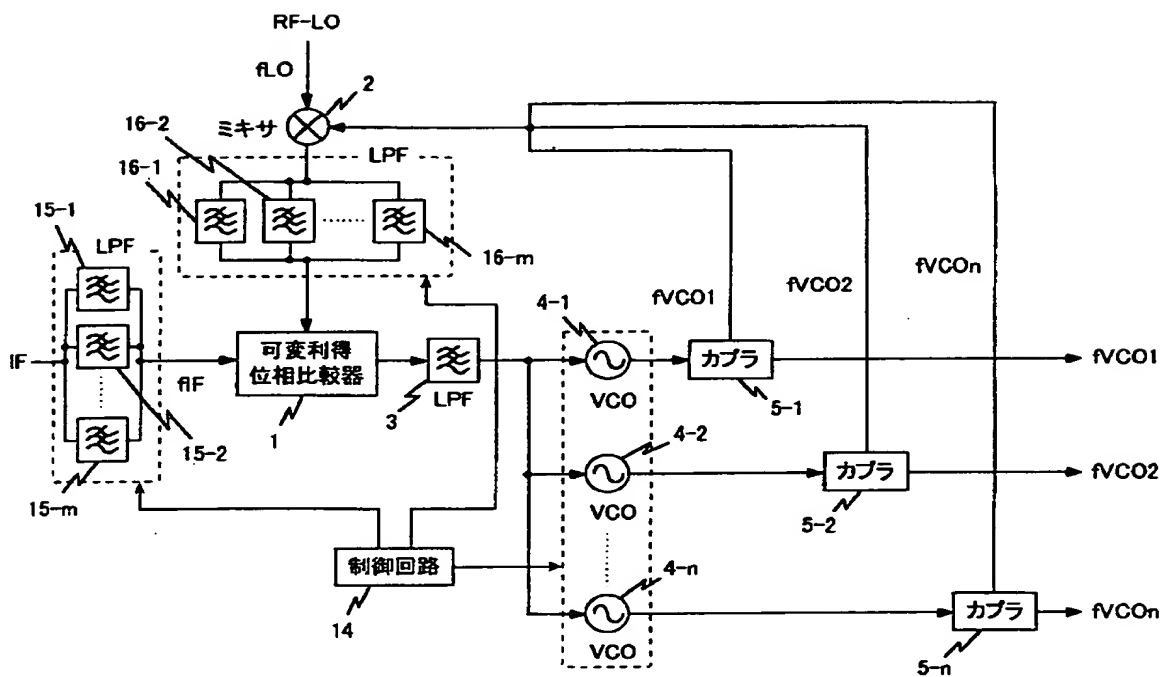 RF-LO
fLO
2
ミキサ
16-2
16-1
LPF
16-m
15-1
LPF
IF
fIF
15-2
15-m
可変利得
位相比較器
1
3
LPF
4-1
VCO
4-2
VCO
4-n
VCO
fVCO1
fVCO2
fVCOn
カプラ
5-1
fVCO1
カプラ
5-2
fVCO2
カプラ
5-n
fVCOn
制御回路
14